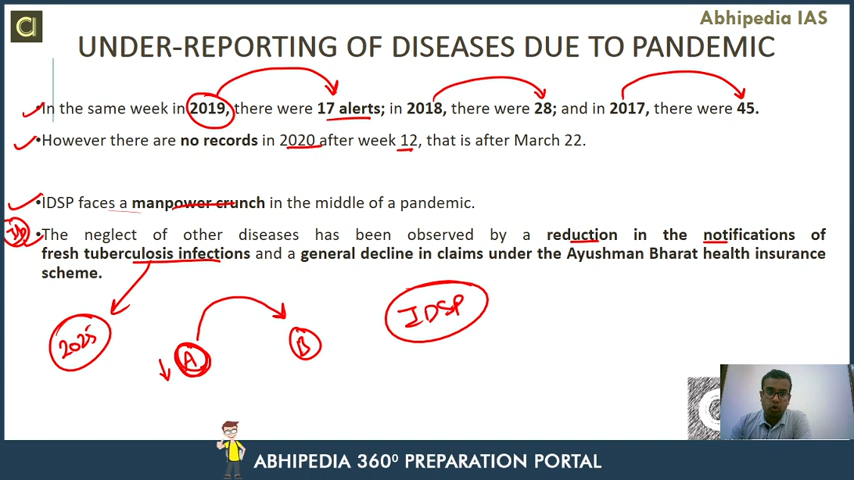 Abhipedia IAS
UNDER-REPORTING OF DISEASES DUE TO PANDEMIC
•In the same week in 2019, there were 17 alerts; in 2018, there were 28; and in 2017, there were 45.
•However there are no records in 2020 after week 12, that is after March 22.
•IDSP faces a manpower crunch in the middle of a pandemic.
•The neglect of other diseases has been observed by a reduction in the notifications of
fresh tuberculosis infections and a general decline in claims under the Ayushman Bharat health insurance
scheme.
IDSP
2025
A
B
ABHIPEDIA 360⁰ PREPARATION PORTAL